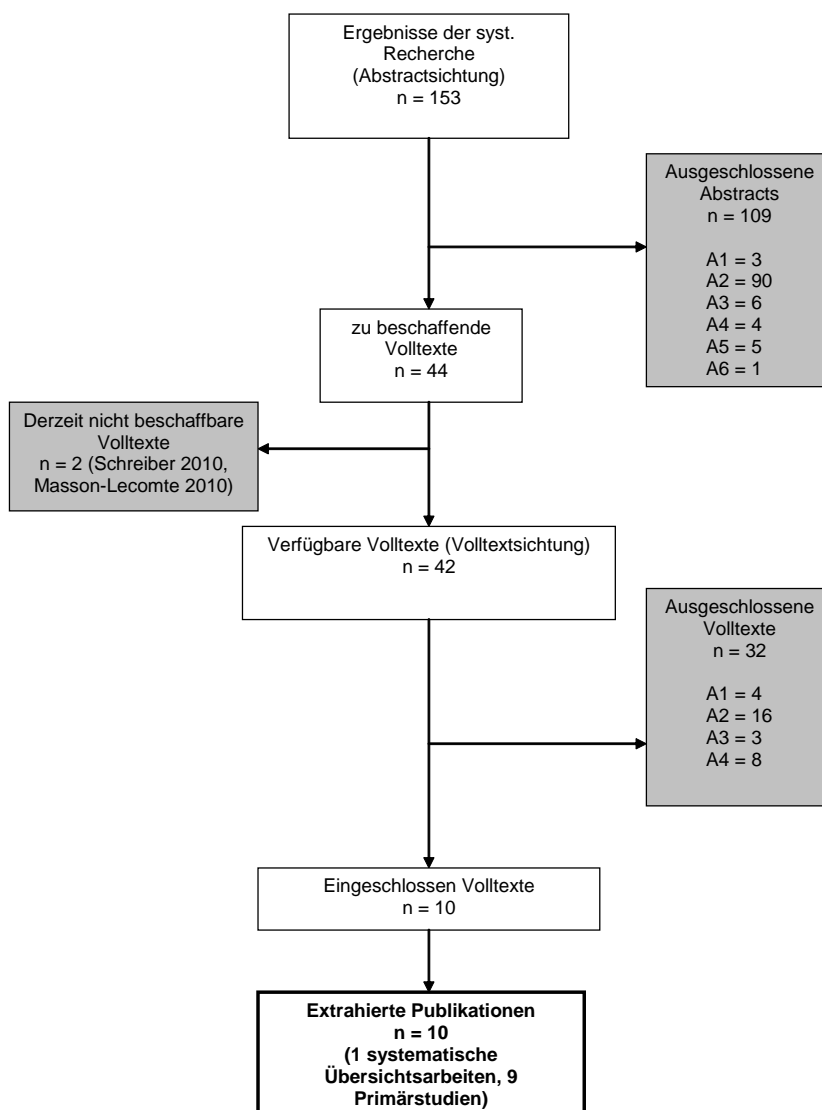 Ergebnisse der syst.
Recherche
(Abstractsichtung)
n = 153
Ausgeschlossene
Abstracts
n = 109
A1 = 3
A2 = 90
A3 = 6
A4 = 4
A5 = 5
A6 = 1
zu beschaffende
Volltexte
n = 44
Derzeit nicht beschaffbare
Volltexte
n = 2 (Schreiber 2010,
Masson-Lecomte 2010)
Verfügbare Volltexte (Volltextsichtung)
n = 42
Ausgeschlossene
Volltexte
n = 32
A1 = 4
A2 = 16
A3 = 3
A4 = 8
Eingeschlossen Volltexte
n = 10
Extrahierte Publikationen
n = 10
(1 systematische
Übersichtsarbeiten, 9
Primärstudien)